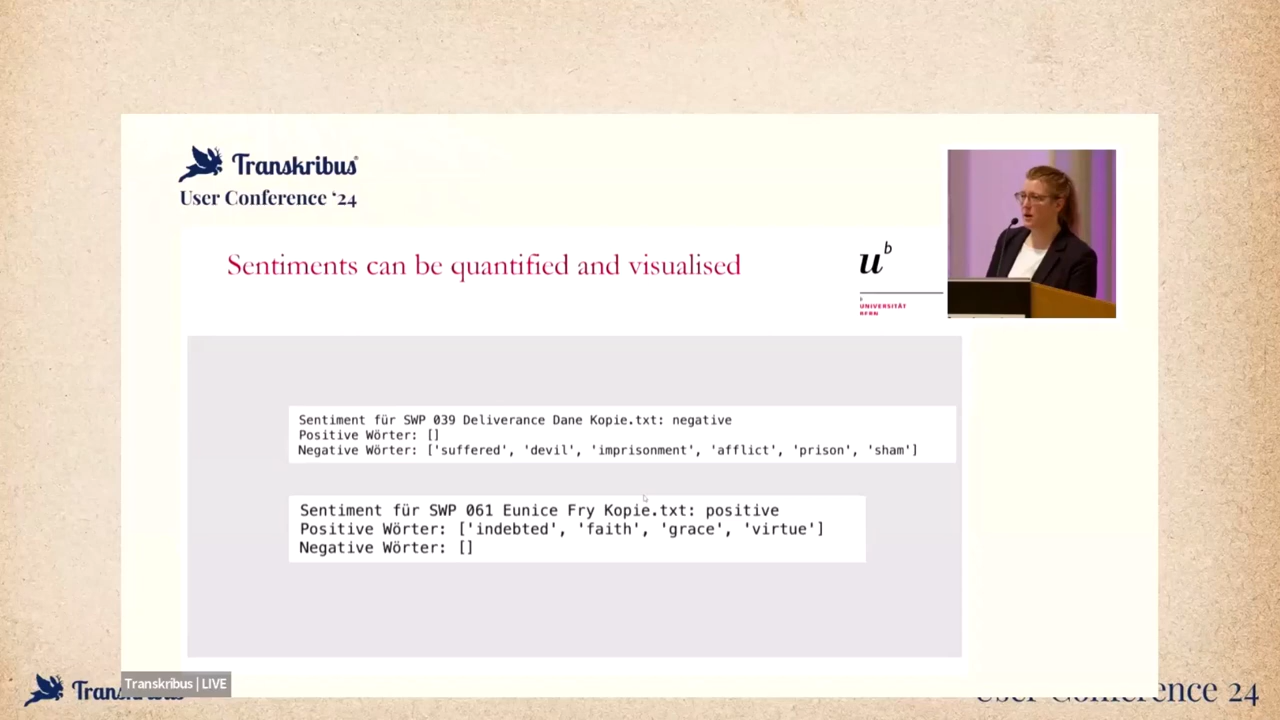 Transkribus
User Conference ‘24
Sentiments can be quantified and visualised
u b
b
UNIVERSITÄT
BERN
Sentiment für SWP 039 Deliverance Dane Kopie.txt: negative
Positive Wörter: []
Negative Wörter: ['suffered', 'devil', 'imprisonment', 'afflict', 'prison', 'sham']
Sentiment für SWP 061 Eunice Fry Kopie.txt: positive
Positive Wörter: ['indebted', 'faith', 'grace', 'virtue']
Negative Wörter: []
Transkribus | LIVE
Transkribus
User Conference 24